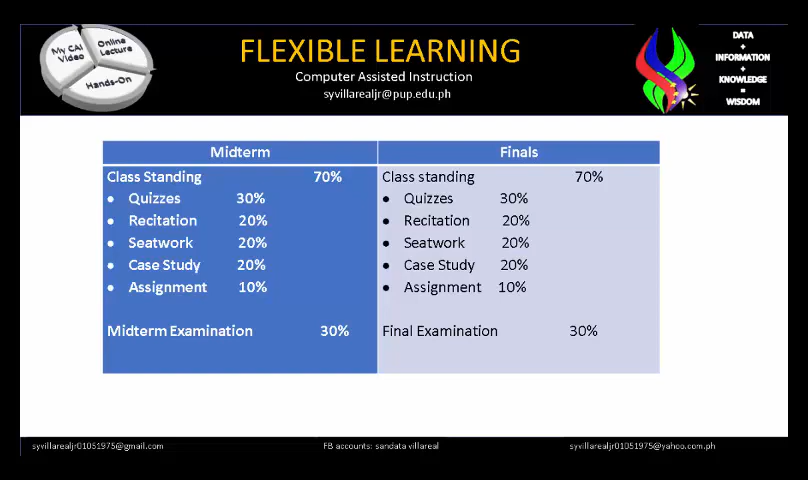 My CAI
Video
Online
Lecture
Hands-On
FLEXIBLE LEARNING
Computer Assisted Instruction
syvillarealjr@pup.edu.ph
DATA
+
INFORMATION
+
KNOWLEDGE
=
WISDOM
Midterm Finals
Class Standing 70% Class standing 70%
• Quizzes 30% • Quizzes 30%
• Recitation 20% • Recitation 20%
• Seatwork 20% • Seatwork 20%
• Case Study 20% • Case Study 20%
• Assignment 10% • Assignment 10%
Midterm Examination 30% Final Examination 30%
syvillarealjr01051975@gmail.com FB accounts: sandata villareal syvillarealjr01051975@yahoo.com.ph